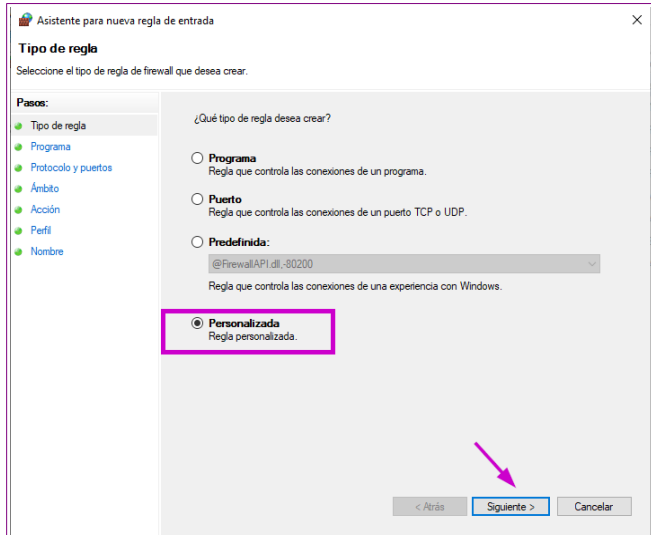 Asistente para nueva regla de entrada
Tipo de regla
Seleccione el tipo de regla de firewall que desea crear.
Pasos:
Tipo de regla
Programa
Protocolo y puertos
Ámbito
Acción
Perfil
Nombre
¿Qué tipo de regla desea crear?
Programa
Regla que controla las conexiones de un programa.
Puerto
Regla que controla las conexiones de un puerto TCP o UDP.
Predefinida:
@FirewallAPI.dll,-80200
Regla que controla las conexiones de una experiencia con Windows.
Personalizada
Regla personalizada.
< Atrás Siguiente > Cancelar